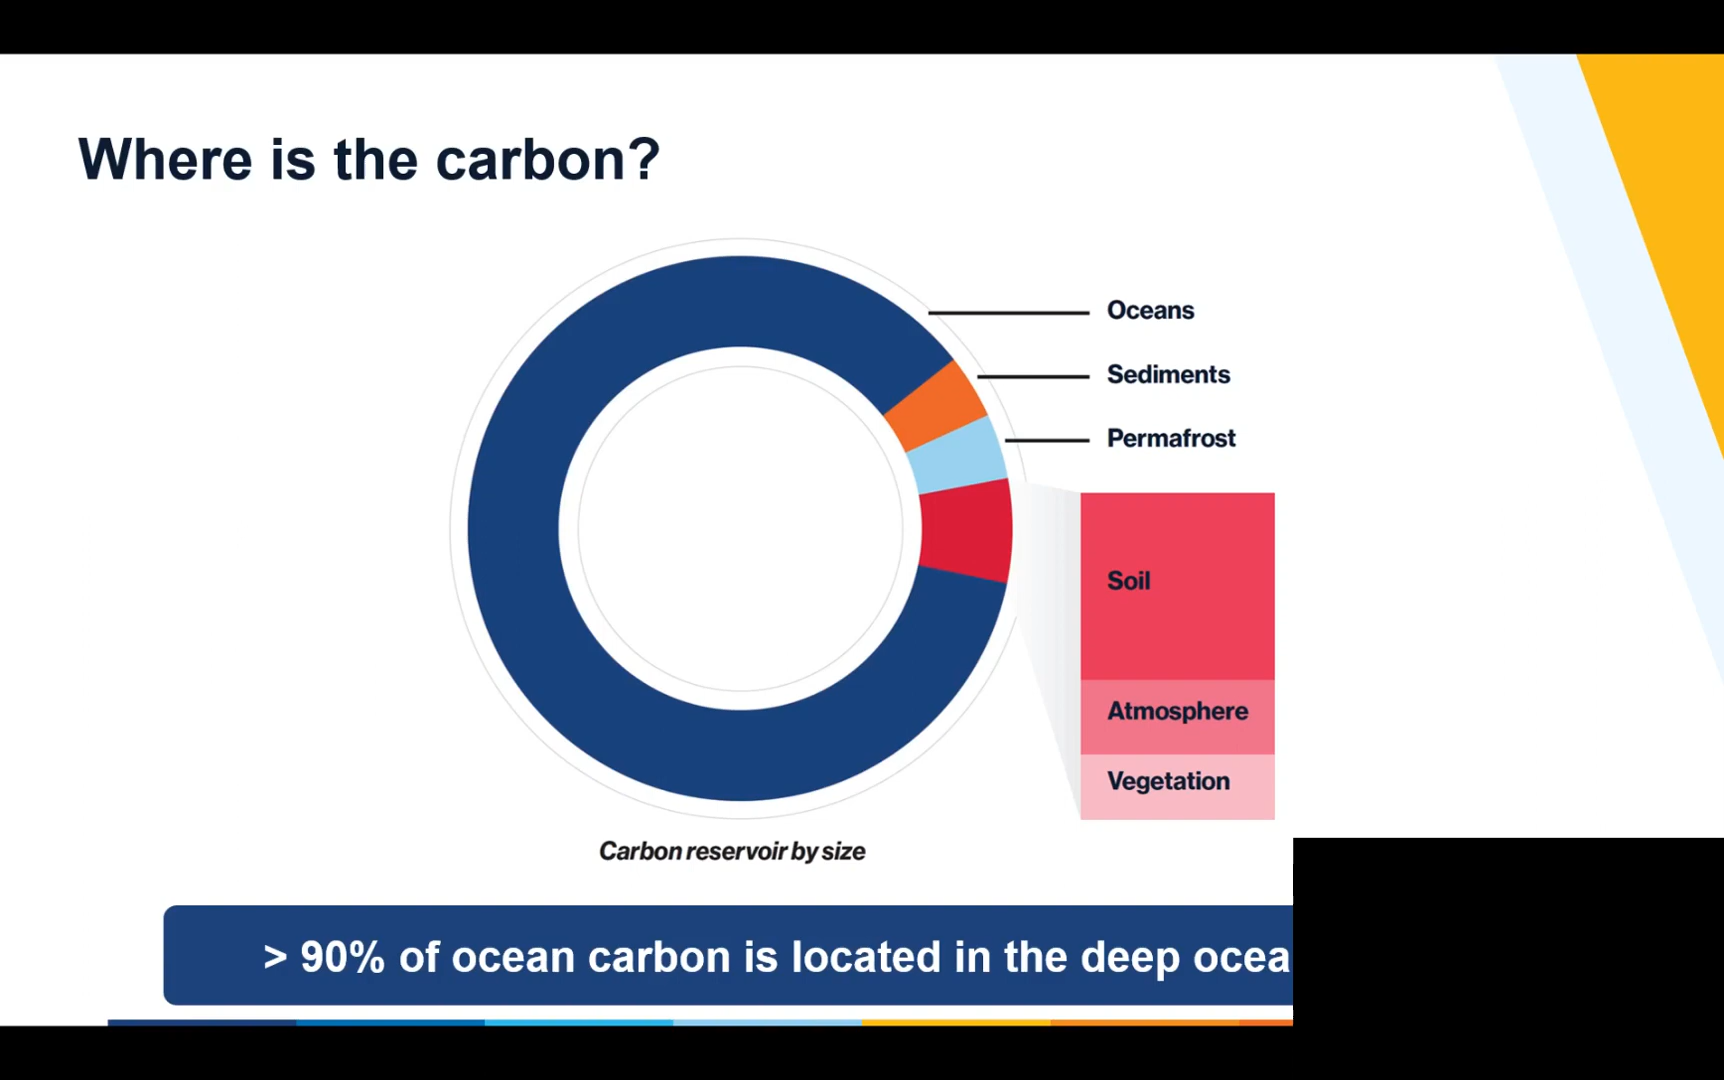 Where is the carbon?
Oceans
Sediments
Permafrost
Soil
Atmosphere
Vegetation
Carbon reservoir by size
> 90% of ocean carbon is located in the deep ocea